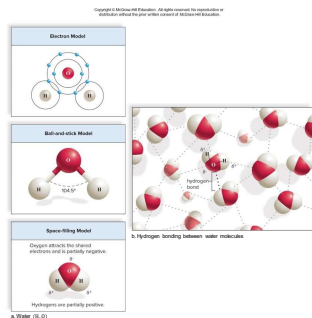 Copyright © McGraw-Hill Education. All rights reserved. No reproduction or
distribution without the prior written consent of McGraw-Hill Education.
Electron Model
O
H
H
Ball-and-stick Model
O
H
H
104.5°
Space-filling Model
Oxygen attracts the shared
electrons and is partially negative.
δ-
O
H
H
δ+
δ+
Hydrogens are partially positive.
a. Water (H₂O)
δ+
H
O
H
δ+
δ-
hydrogen
bond
b. Hydrogen bonding between water molecules